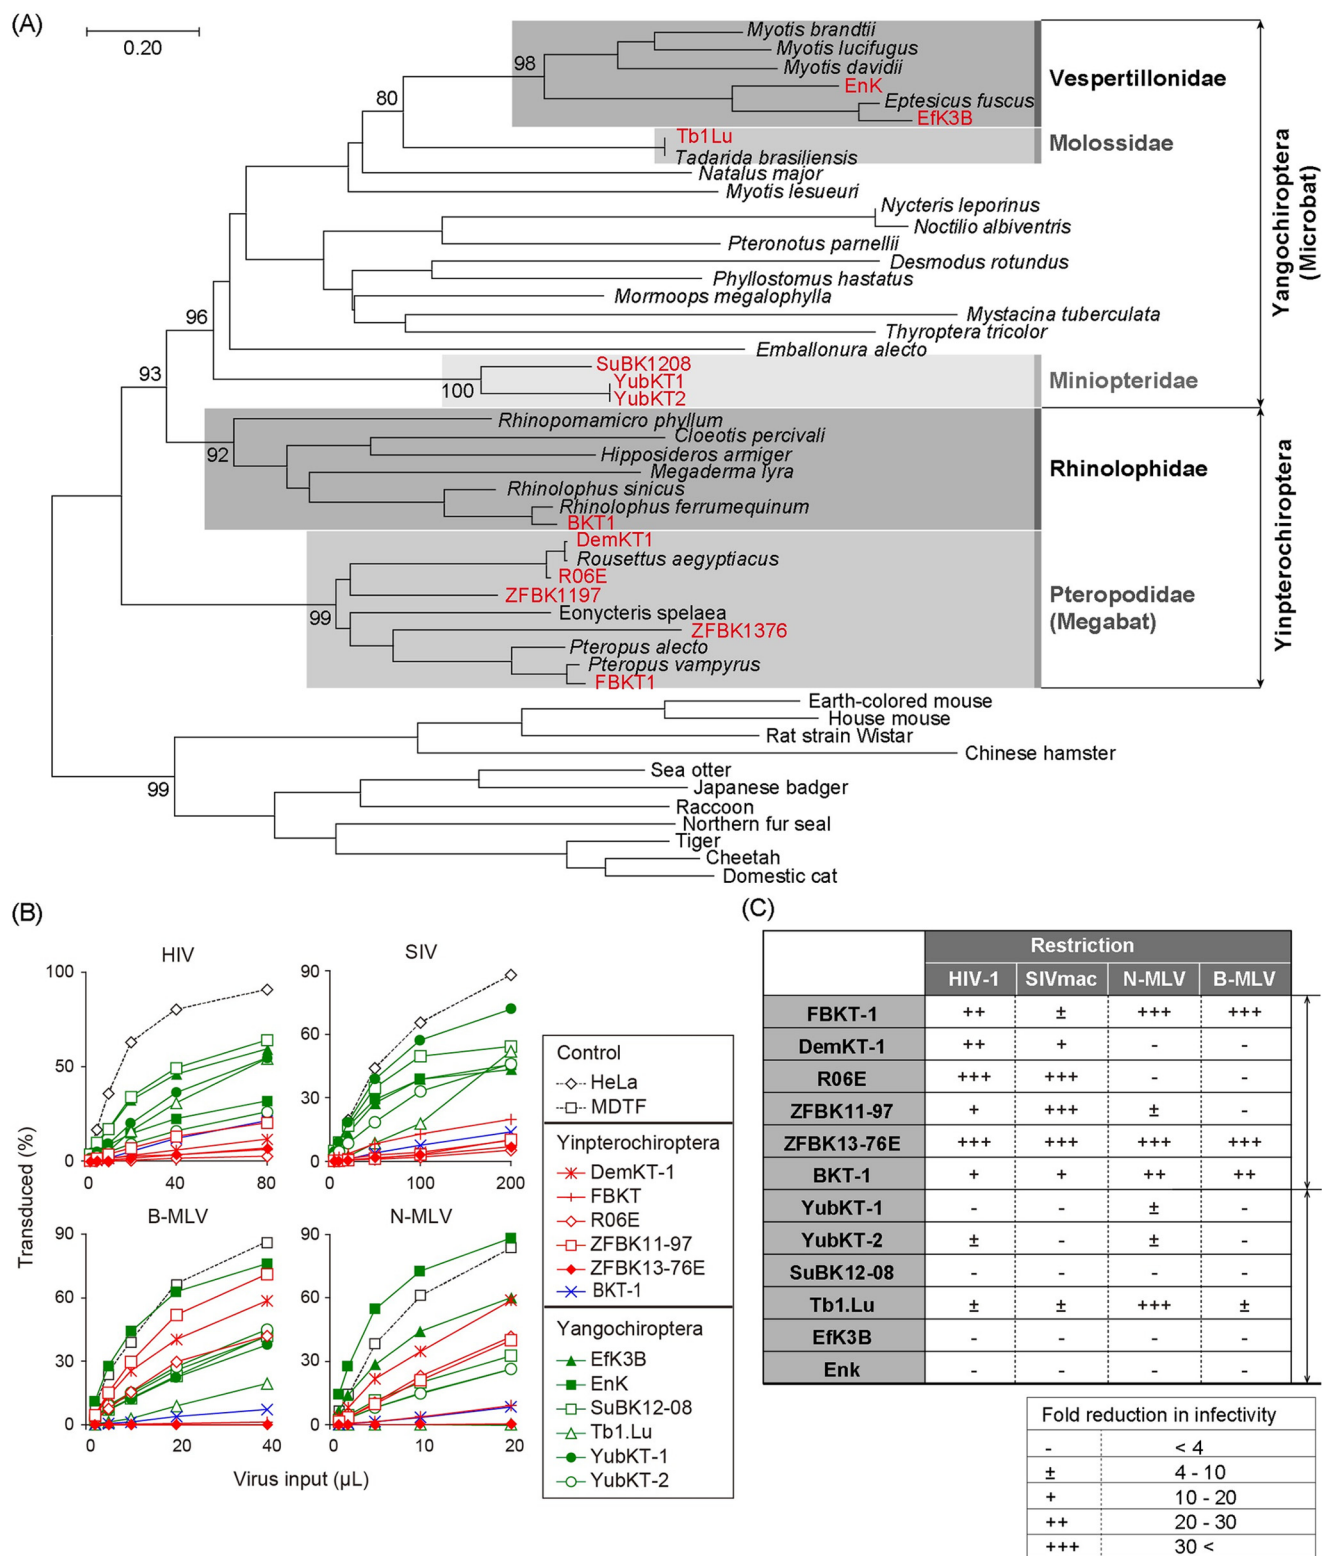 (A)
0.20
Myotis brandtii
Myotis lucifugus
98
Myotis davidii
Vespertillonidae
EnK
80
Eptesicus fuscus
EfK3B
Tb1Lu
Molossidae
Tadarida brasiliensis
Natalus major
Myotis lesueuri
Nycteris leporinus
Noctilio albiventris
Pteronotus parnellii
Yangochiroptera
(Microbat)
Desmodus rotundus
Phyllostomus hastatus
Mormoops megalophylla
96
Mystacina tuberculata
Thyroptera tricolor
Emballonura alecto
SuBK1208
93
YubKT1
Miniopteridae
100
YubKT2
Rhinopomamicro phyllum
Cloeotis percivali
92
Hipposideros armiger
Megaderma lyra
Rhinolophidae
Rhinolophus sinicus
Rhinolophus ferrumequinum
BKT1
DemKT1
Yinpterochiroptera
Rousettus aegyptiacus
R06E
ZFBK1197
Pteropodidae
(Megabat)
99
Eonycteris spelaea
ZFBK1376
Pteropus alecto
Pteropus vampyrus
FBKT1
Earth-colored mouse
House mouse
Rat strain Wistar
Chinese hamster
99
Sea otter
Japanese badger
Raccoon
Northern fur seal
Tiger
Cheetah
Domestic cat
(B)
HIV
SIV
100
50
0
0 40 80
90
60
30
0
0 100 200
B-MLV
N-MLV
90
60
30
0
0 20 40
90
60
30
0
0 10 20
Transduced (%)
Virus input (µL)
Control
HeLa
MDTF
Yinpterochiroptera
DemKT-1
FBKT
R06E
ZFBK11-97
ZFBK13-76E
BKT-1
Yangochiroptera
EfK3B
EnK
SuBK12-08
Tb1.Lu
YubKT-1
YubKT-2
(C)
Restriction
HIV-1 SIVmac N-MLV B-MLV
FBKT-1 ++ ± +++ +++
DemKT-1 ++ + - -
R06E +++ +++ - -
ZFBK11-97 + +++ ± -
ZFBK13-76E +++ +++ +++ +++
BKT-1 + + ++ ++
YubKT-1 - - ± -
YubKT-2 ± - ± -
SuBK12-08 - - - -
Tb1.Lu ± ± +++ ±
EfK3B - - - -
Enk - - - -
Fold reduction in infectivity
- < 4
± 4 - 10
+ 10 - 20
++ 20 - 30
+++ 30 <